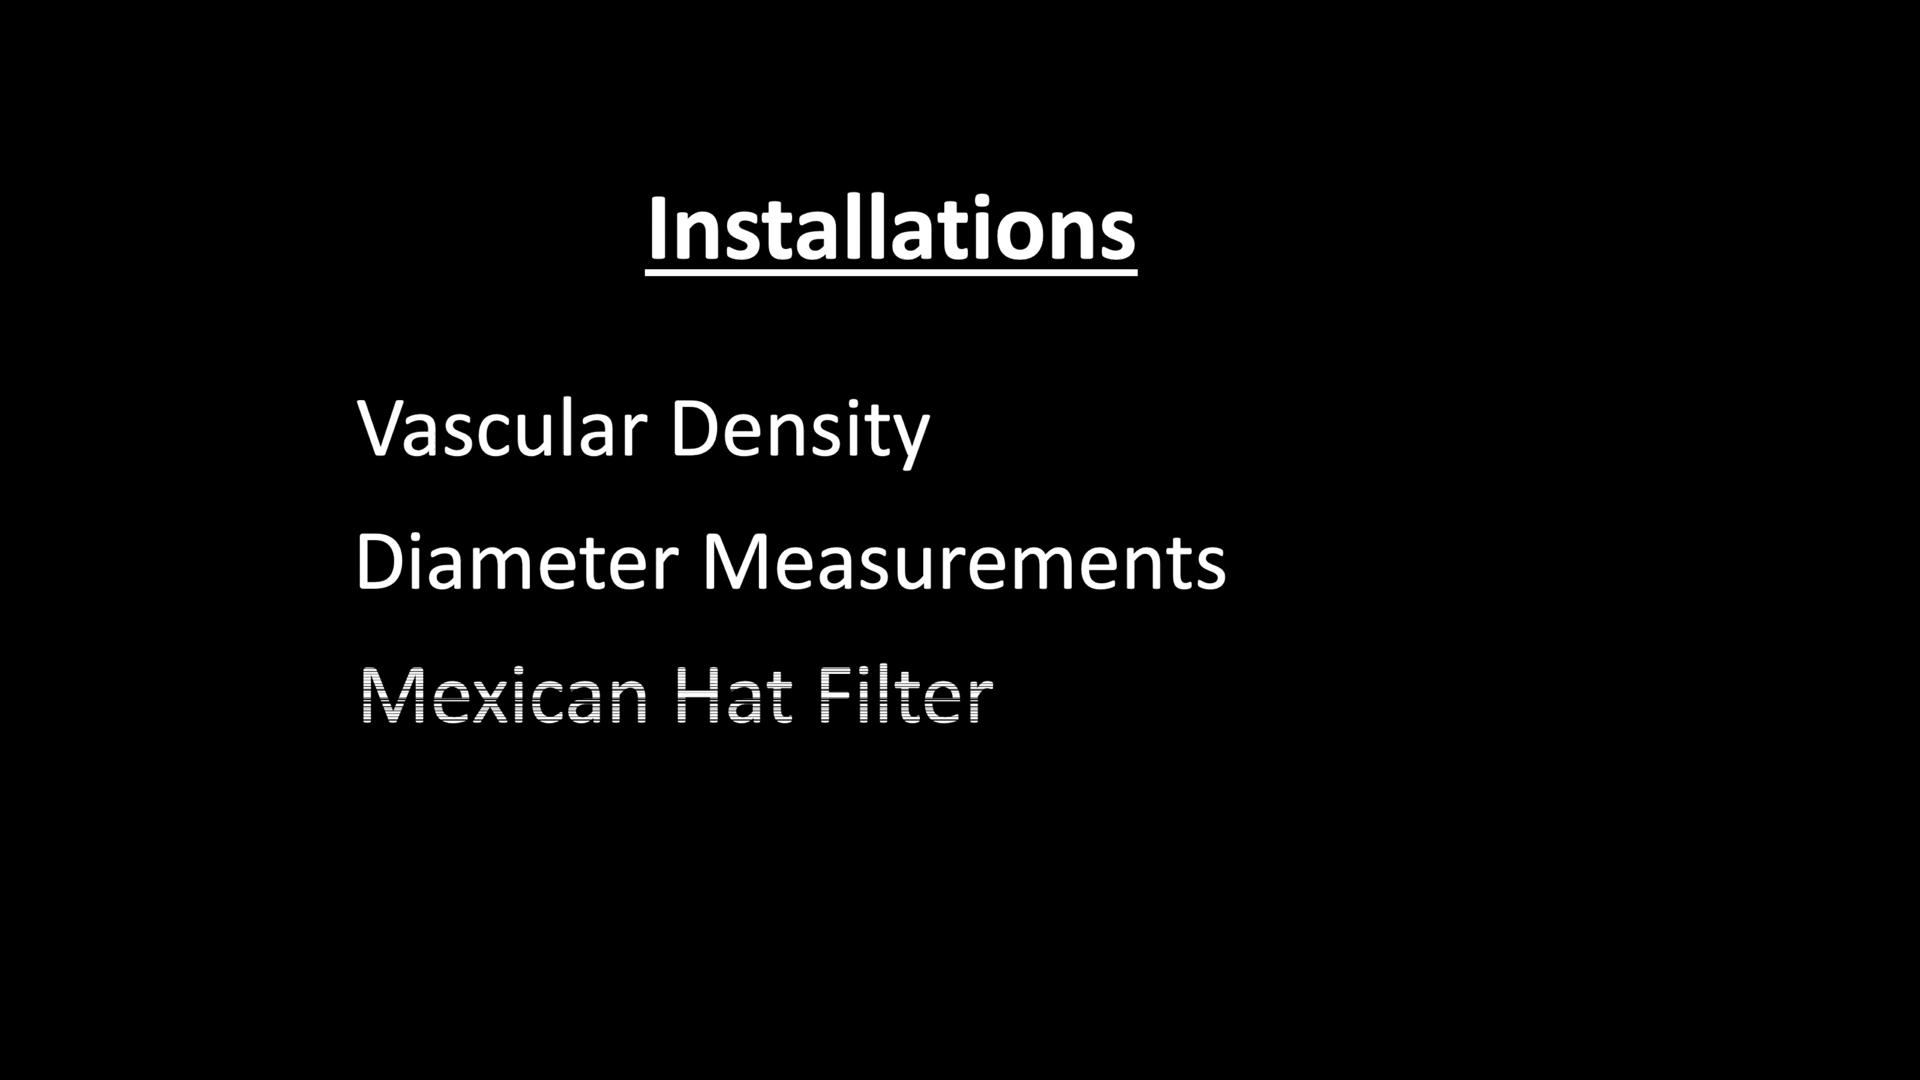 Installations
Vascular Density
Diameter Measurements
Mexican Hat Filter